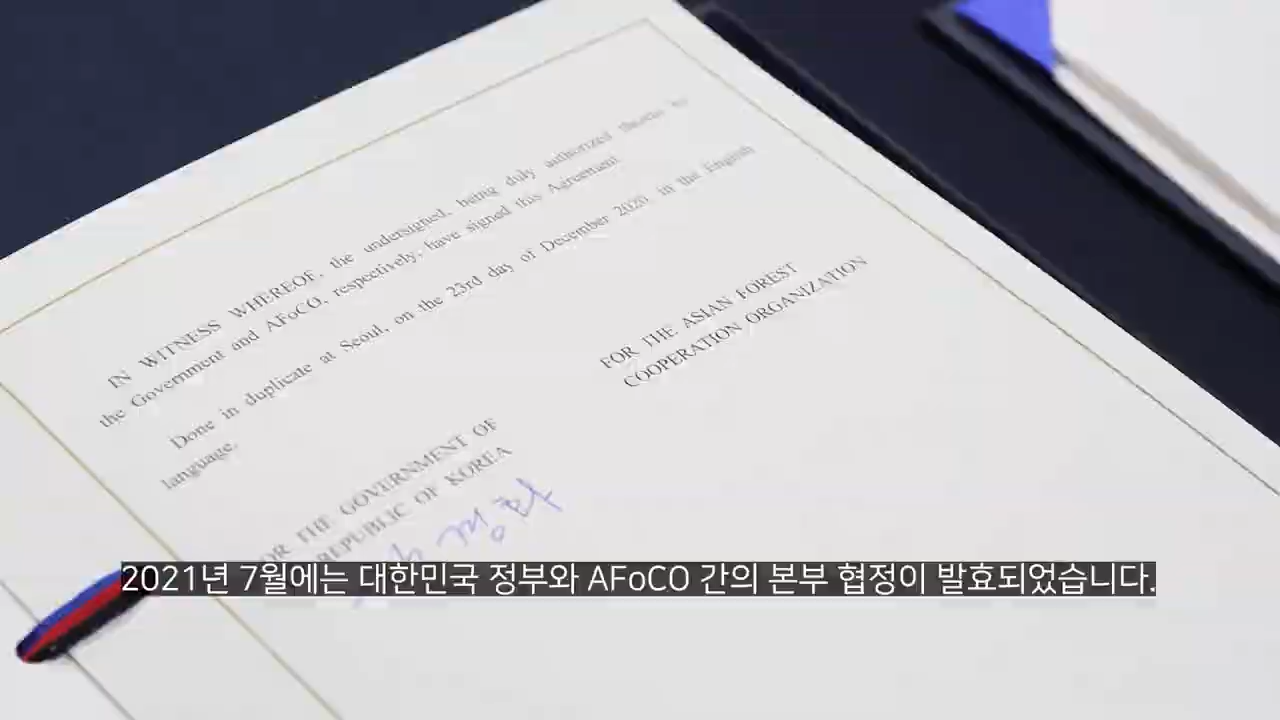 IN WITNESS WHEREOF, the undersigned, being duly authorized thereto by
the Government and AFoCO, respectively, have signed this Agreement.
Done in duplicate at Seoul, on the 23rd day of December 2020 in the English
language.
FOR THE GOVERNMENT OF
REPUBLIC OF KOREA
FOR THE ASIAN FOREST
COOPERATION ORGANIZATION
2021년 7월에는 대한민국 정부와 AFoCO 간의 본부 협정이 발효되었습니다.